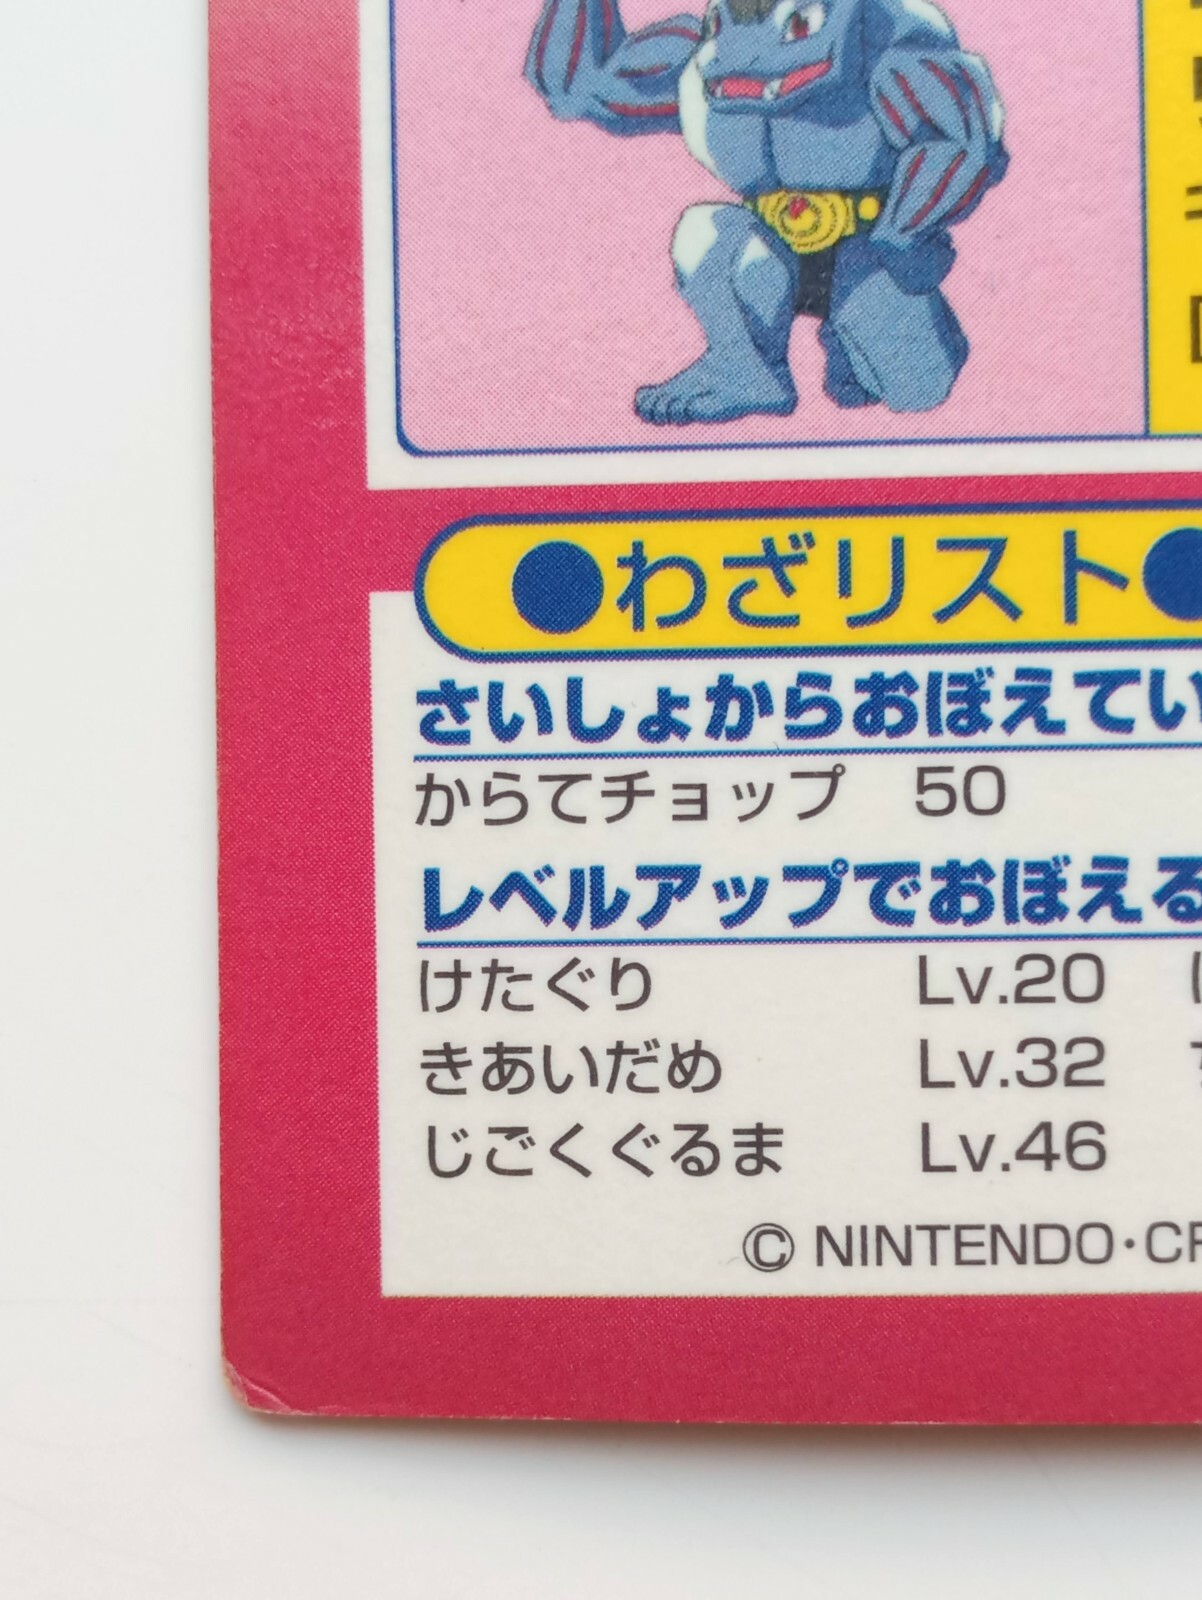 ●わざリスト●
さいしょからおぼえてい
からてチョップ 50
レベルアップでおぼえる
けたぐり Lv.20
きあいだめ Lv.32
じごくぐるま Lv.46
© NINTENDO・CR